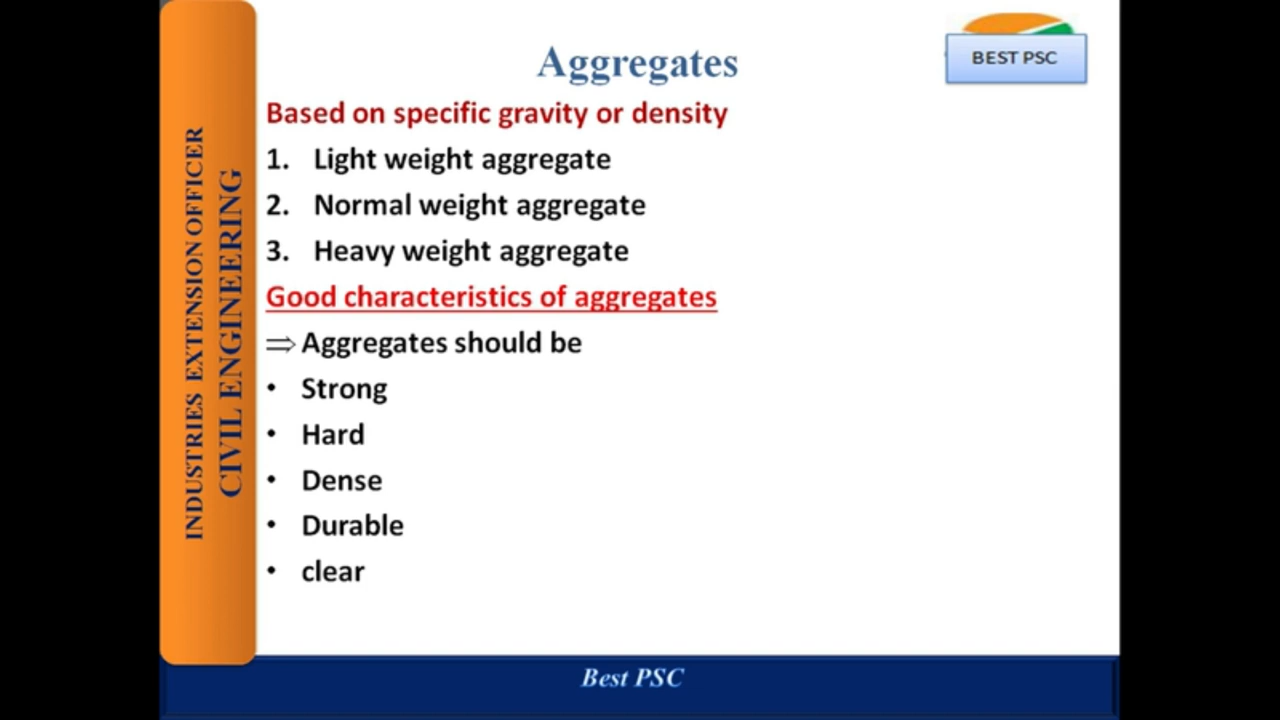 Aggregates
BEST PSC
Based on specific gravity or density
1. Light weight aggregate
2. Normal weight aggregate
3. Heavy weight aggregate
Good characteristics of aggregates
⇒ Aggregates should be
• Strong
• Hard
• Dense
• Durable
• clear
INDUSTRIES EXTENSION OFFICER
CIVIL ENGINEERING
Best PSC